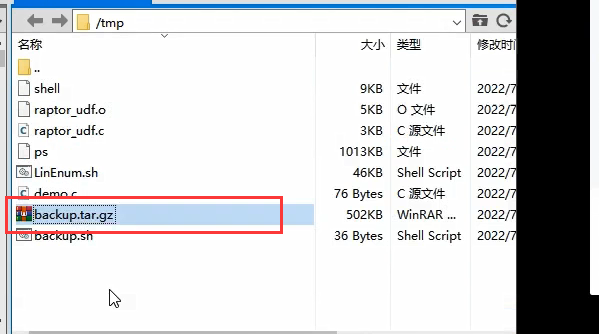 /tmp
名称 大小 类型 修改时间
..
shell 9KB 文件 2022/7
raptor_udf.o 5KB O 文件 2022/7
raptor_udf.c 3KB C 源文件 2022/7
ps 1013KB 文件 2022/7
LinEnum.sh 46KB Shell Script 2022/7
demo.c 76 Bytes C 源文件 2022/7
backup.tar.gz 502KB WinRAR ... 2022/7
backup.sh 36 Bytes Shell Script 2022/7